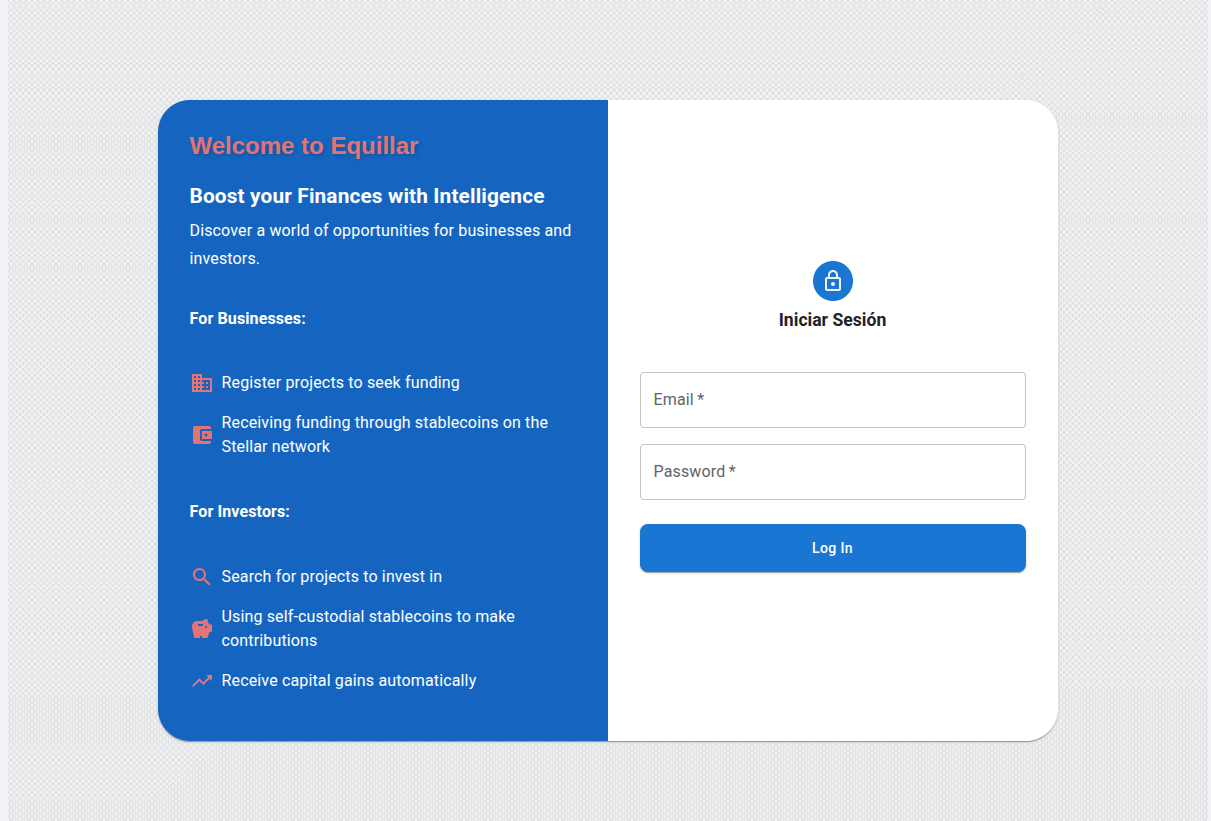 Welcome to Equillar
Boost your Finances with Intelligence
Discover a world of opportunities for businesses and
investors.
For Businesses:
Register projects to seek funding
Receiving funding through stablecoins on the
Stellar network
For Investors:
Search for projects to invest in
Using self-custodial stablecoins to make
contributions
Receive capital gains automatically
Iniciar Sesión
Email *
Password *
Log In